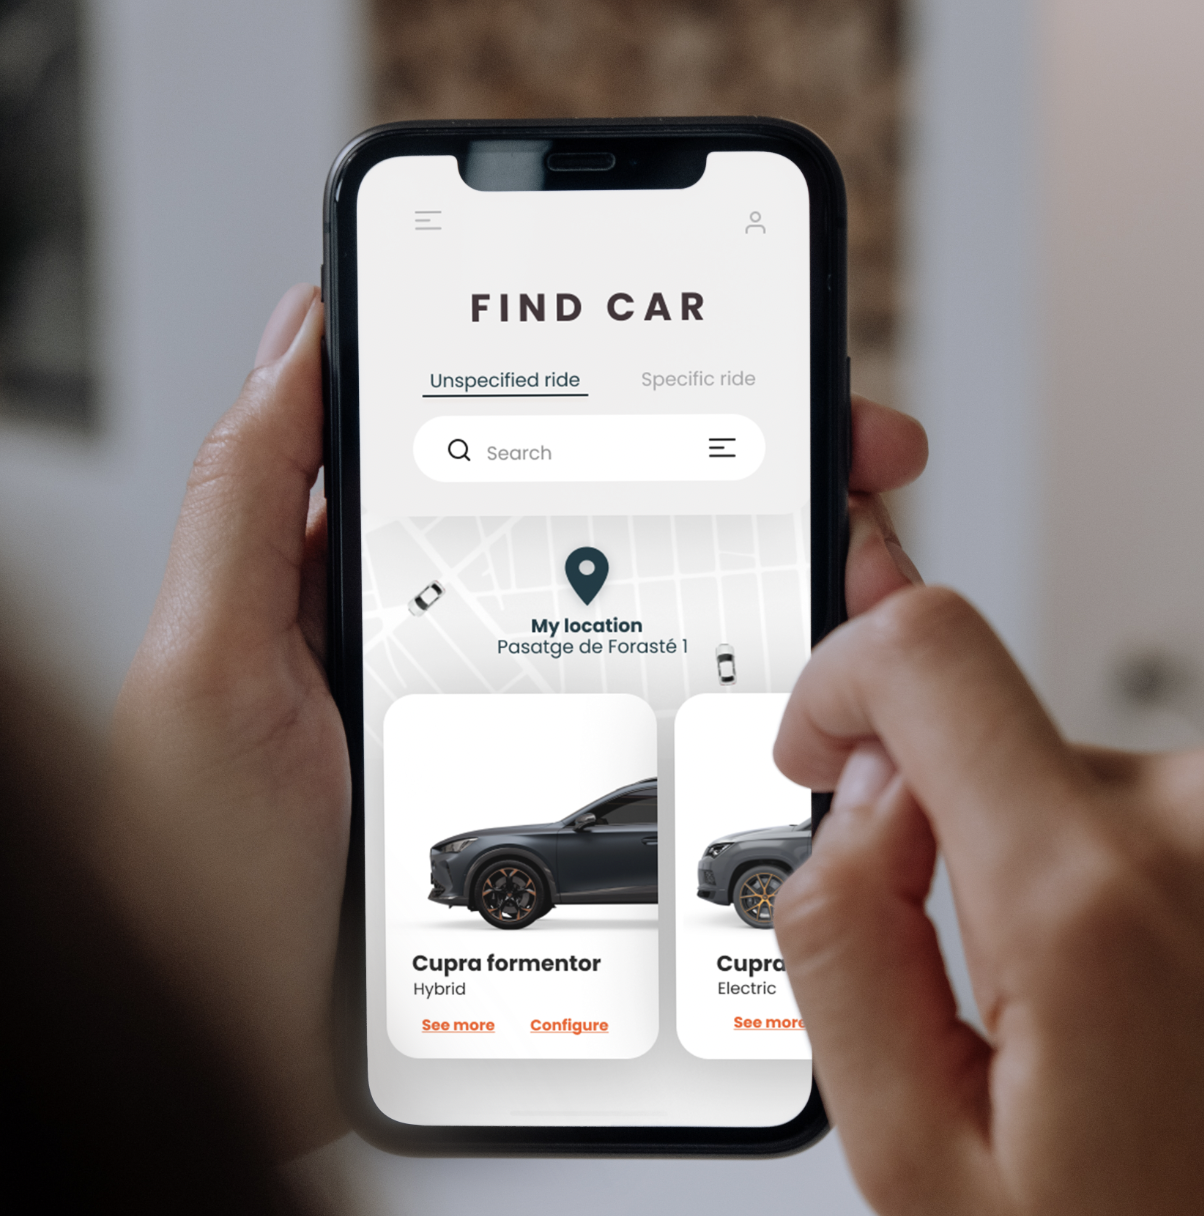 FIND CAR
Unspecified ride
Specific ride
Search
My location
Pasatge de Forasté 1
Cupra formentor
Hybrid
See more
Configure
Cupra
Electric
See more